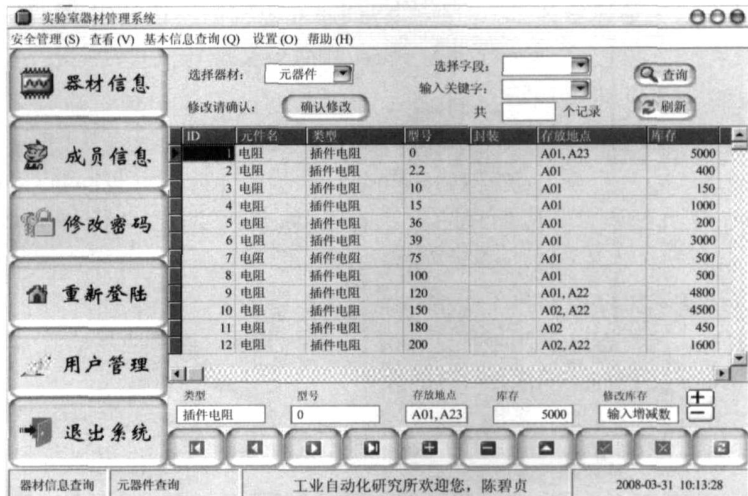 实验室器材管理系统
安全管理(S) 查看(V) 基本信息查询(Q) 设置(O) 帮助(H)
器材信息
成员信息
修改密码
重新登陆
用户管理
退出系统
选择器材: 元器件
选择字段:
查询
输入关键字:
修改请确认: 确认修改
共 个记录
刷新
ID 元件名 类型 型号 封装 存放地点 库存
1 电阻 插件电阻 0 A01, A23 5000
2 电阻 插件电阻 2.2 A01 400
3 电阻 插件电阻 10 A01 150
4 电阻 插件电阻 15 A01 1000
5 电阻 插件电阻 36 A01 200
6 电阻 插件电阻 39 A01 3000
7 电阻 插件电阻 75 A01 500
8 电阻 插件电阻 100 A01 500
9 电阻 插件电阻 120 A01, A22 4800
10 电阻 插件电阻 150 A02, A22 4500
11 电阻 插件电阻 180 A02 450
12 电阻 插件电阻 200 A02, A22 1600
类型 型号 存放地点 库存 修改库存
插件电阻 0 A01, A23 5000 输入增减数
器材信息查询 元器件查询 工业自动化研究所欢迎您，陈碧贞 2008-03-31 10:13:28